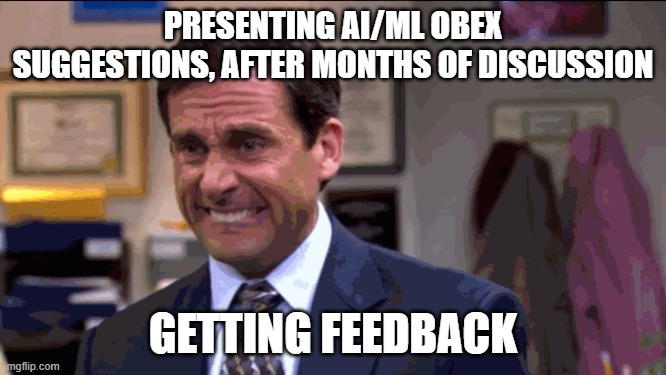 PRESENTING AI/ML OBEX
SUGGESTIONS, AFTER MONTHS OF DISCUSSION
GETTING FEEDBACK
imgflip.com